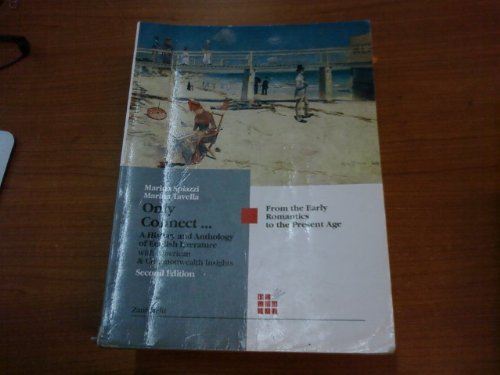 Marina Spiazzi
Marina Tavella
Only
Connect ...
A History and Anthology
of English Literature
with American
& Commonwealth Insights
Second Edition
From the Early
Romantics
to the Present Age
Zanichelli